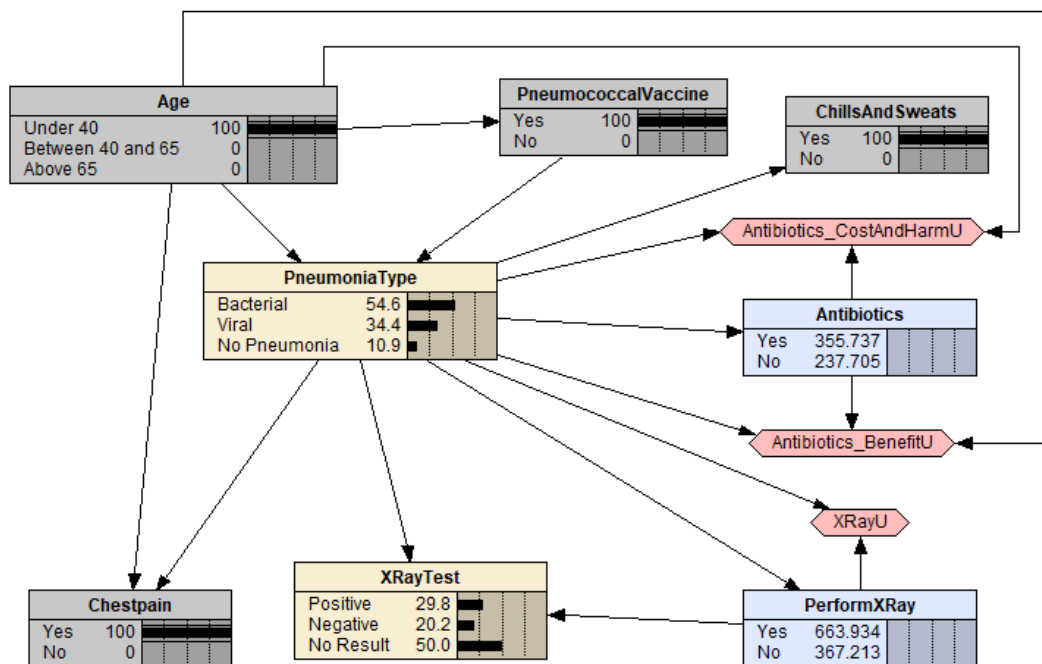 Age
Under 40 100
Between 40 and 65 0
Above 65 0
PneumococcalVaccine
Yes 100
No 0
ChillsAndSweats
Yes 100
No 0
Antibiotics_CostAndHarmU
PneumoniaType
Bacterial 54.6
Viral 34.4
No Pneumonia 10.9
Antibiotics
Yes 355.737
No 237.705
Antibiotics_BenefitU
XRayU
Chestpain
Yes 100
No 0
XRayTest
Positive 29.8
Negative 20.2
No Result 50.0
PerformXRay
Yes 663.934
No 367.213